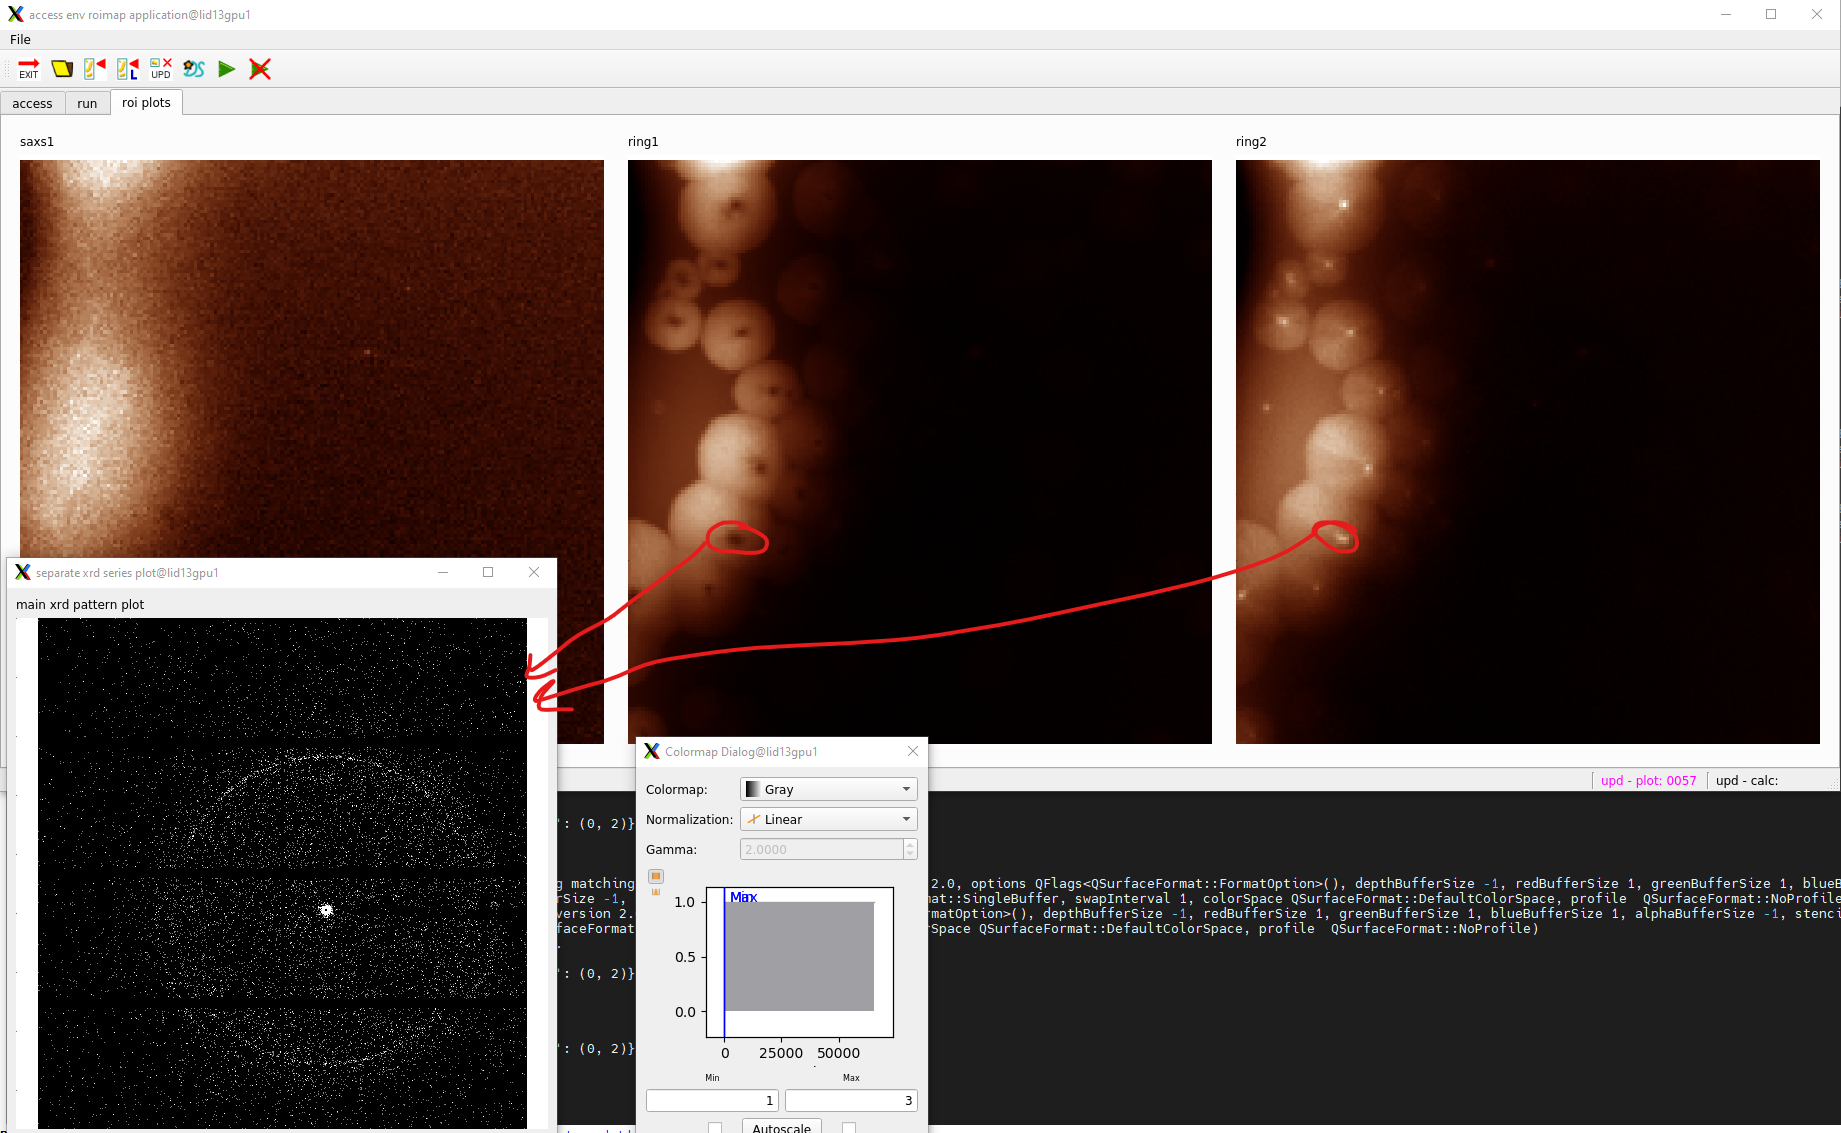 access env roimap application@lid13gpu1
File
EXIT
L
UPD
DS
access
run
roi plots
saxs1
ring1
ring2
separate xrd series plot@lid13gpu1
main xrd pattern plot
upd - plot: 0057
upd - calc:
Colormap Dialog@lid13gpu1
Colormap:
Gray
Normalization:
Linear
Gamma:
2.0000
1.0
0.5
0.0
0
25000
50000
Min
Max
1
3
Autoscale
': (0, 2)}
g matching
2.0, options QFlags<QSurfaceFormat::FormatOption>(), depthBufferSize -1, redBufferSize 1, greenBufferSize 1, blueB
rSize -1,
mat::SingleBuffer, swapInterval 1, colorSpace QSurfaceFormat::DefaultColorSpace, profile  QSurfaceFormat::NoProfile
version 2.
rmatOption>(), depthBufferSize -1, redBufferSize 1, greenBufferSize 1, blueBufferSize 1, alphaBufferSize -1, stenci
faceFormat
rSpace QSurfaceFormat::DefaultColorSpace, profile  QSurfaceFormat::NoProfile)
.
': (0, 2)}
': (0, 2)}